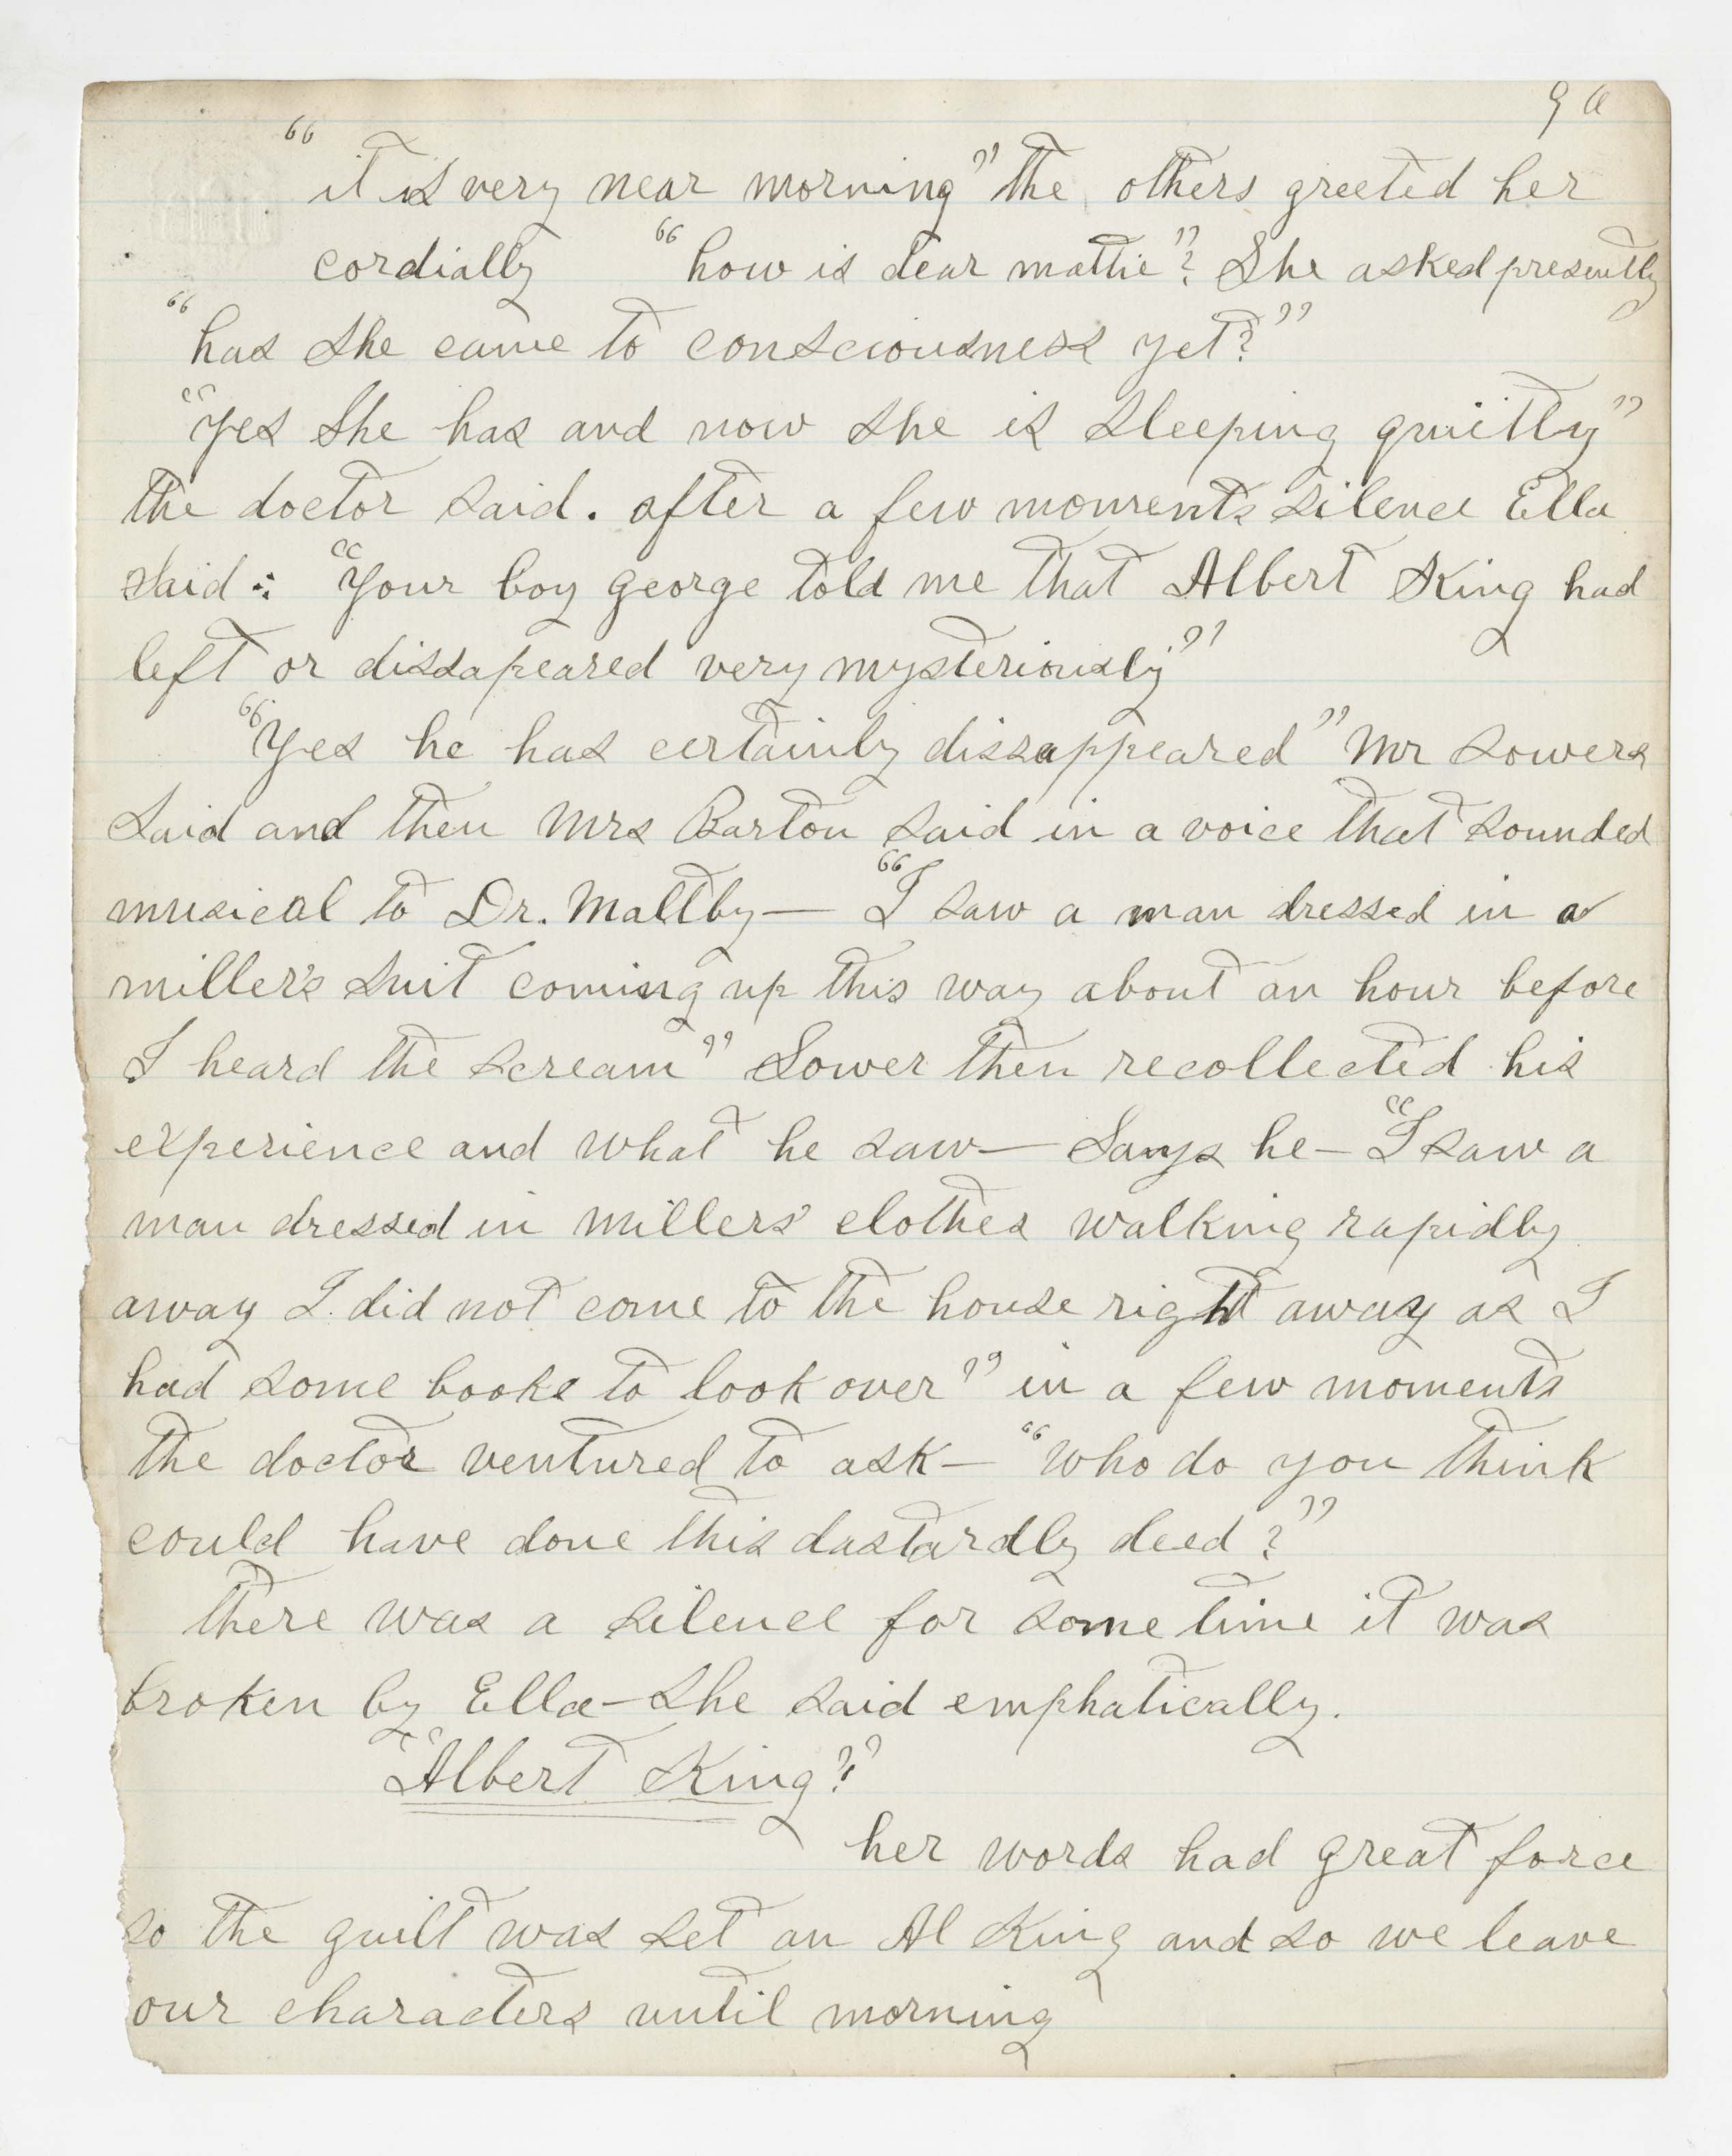 9 a
"it is very near morning" the others greeted her
cordially "how is dear mattie"? She asked presently
"has she came to consciousness yet?"
"Yes she has and now she is sleeping quiitly"
the doctor said. after a few moments silence Ella
said: "Your boy george told me that Albert King had
left or dissapeared very mysteriously"
"Yes he has certainly dissappeared" Mr Sowers
said and then Mrs Barton said in a voice that sounded
musical to Dr. Maltby— "I saw a man dressed in a
miller's suit coming up this way about an hour before
I heard the scream" Sower then recollected his
experience and what he saw— Says he— "I saw a
man dressed in millers' clothes walking rapidly
away I did not come to the house right away as I
had some books to look over" in a few moments
the doctor ventured to ask— "who do you think
could have done this dastardly deed?"
there was a silence for some time it was
broken by Ella—she said emphatically.
"Albert King?"
her words had great force
so the guilt was set an Al King and so we leave
our characters until morning